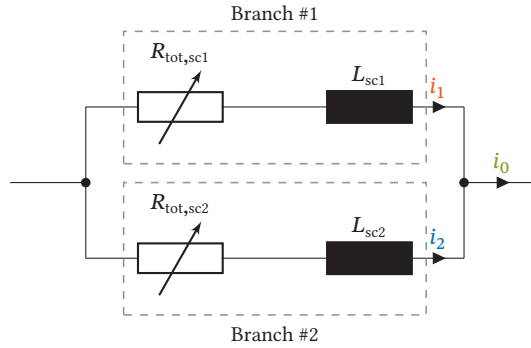 Branch #1
R_tot,sc1
L_sc1
i_1
i_0
R_tot,sc2
L_sc2
i_2
Branch #2